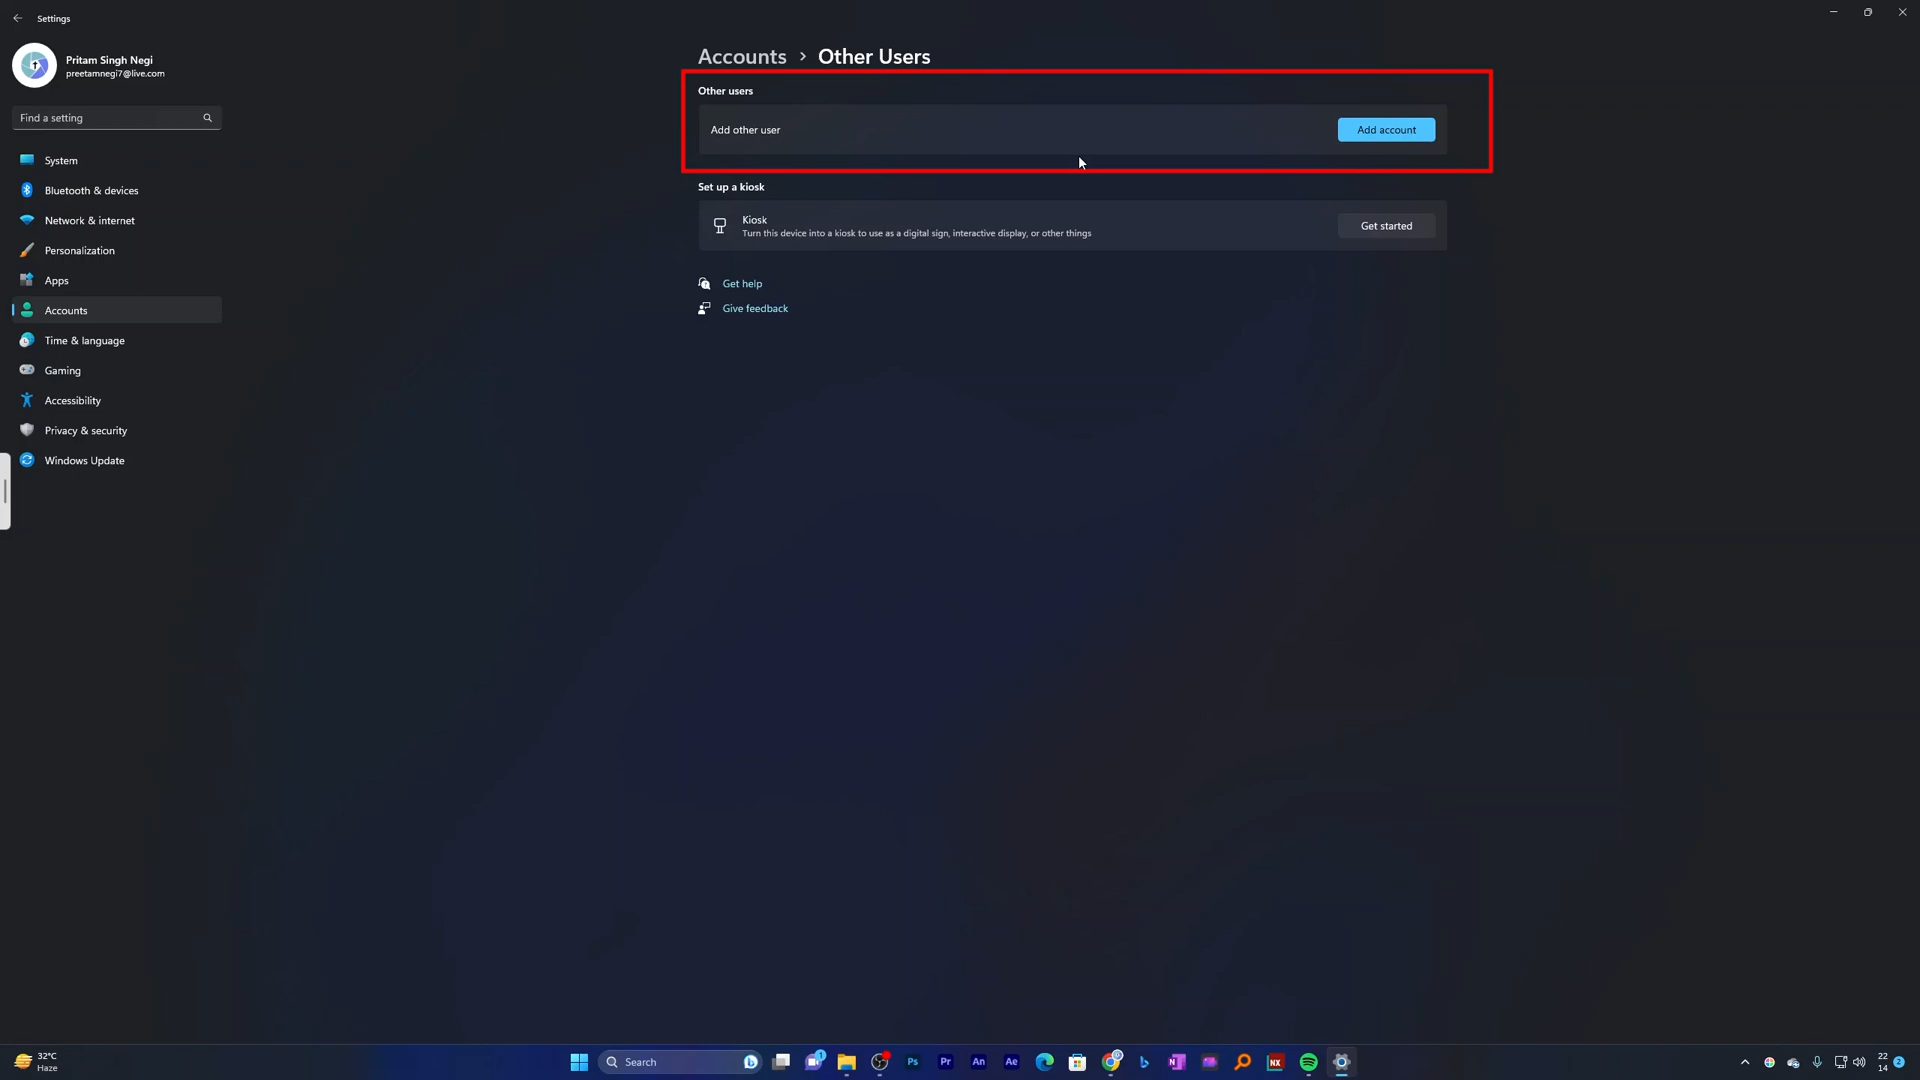 Settings
Pritam Singh Negi
preetamnegi7@live.com
Find a setting
System
Bluetooth & devices
Network & internet
Personalization
Apps
Accounts
Time & language
Gaming
Accessibility
Privacy & security
Windows Update
Accounts > Other Users
Other users
Add other user
Add account
Set up a kiosk
Kiosk
Turn this device into a kiosk to use as a digital sign, interactive display, or other things
Get started
Get help
Give feedback
32°C
Haze
Search
1
Ps
Pr
An
Ae
N
NX
22
14
2